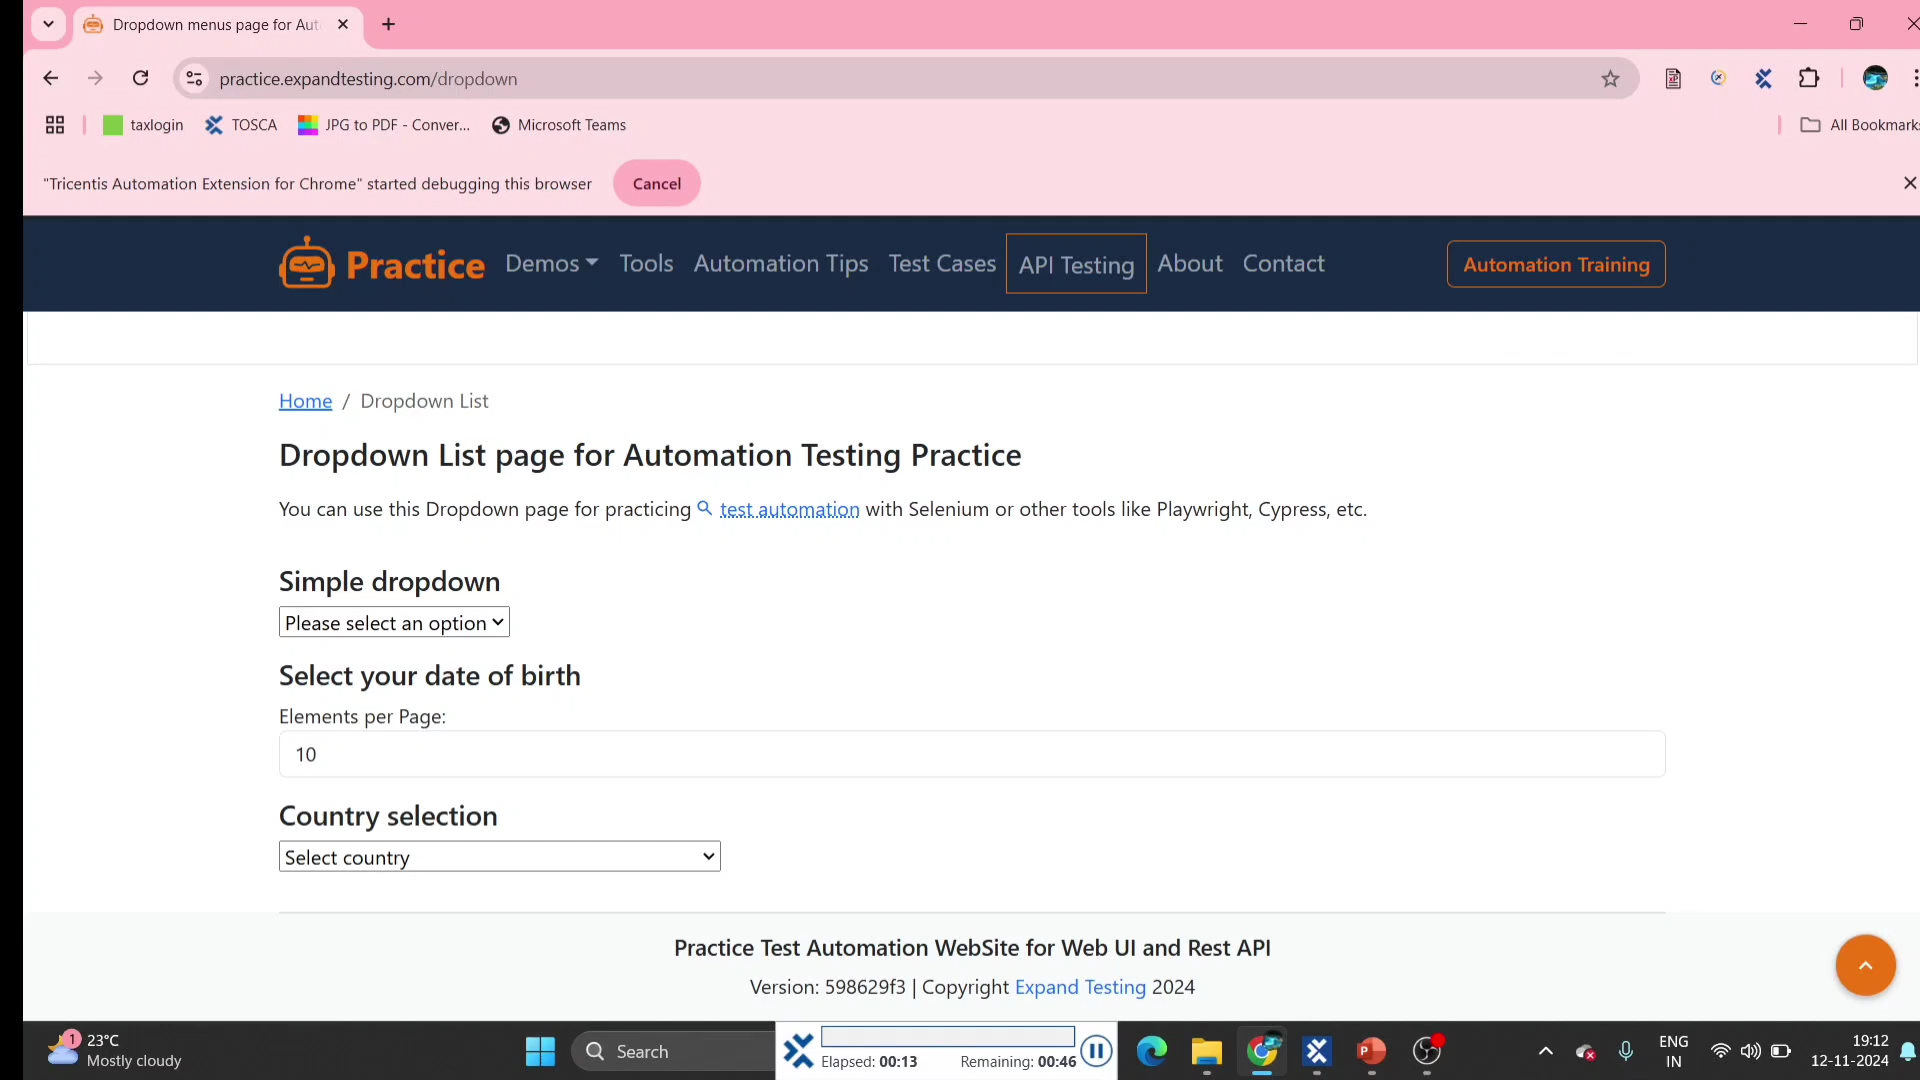 Dropdown menus page for Aut
practice.expandtesting.com/dropdown
taxlogin TOSCA JPG to PDF - Conver... Microsoft Teams All Bookmarks
"Tricentis Automation Extension for Chrome" started debugging this browser Cancel
Practice Demos Tools Automation Tips Test Cases API Testing About Contact Automation Training
Home / Dropdown List
Dropdown List page for Automation Testing Practice
You can use this Dropdown page for practicing test automation with Selenium or other tools like Playwright, Cypress, etc.
Simple dropdown
Please select an option
Select your date of birth
Elements per Page:
10
Country selection
Select country
Practice Test Automation WebSite for Web UI and Rest API
Version: 598629f3 | Copyright Expand Testing 2024
1 23°C
Mostly cloudy
Search
Elapsed: 00:13 Remaining: 00:46
ENG
IN
19:12
12-11-2024